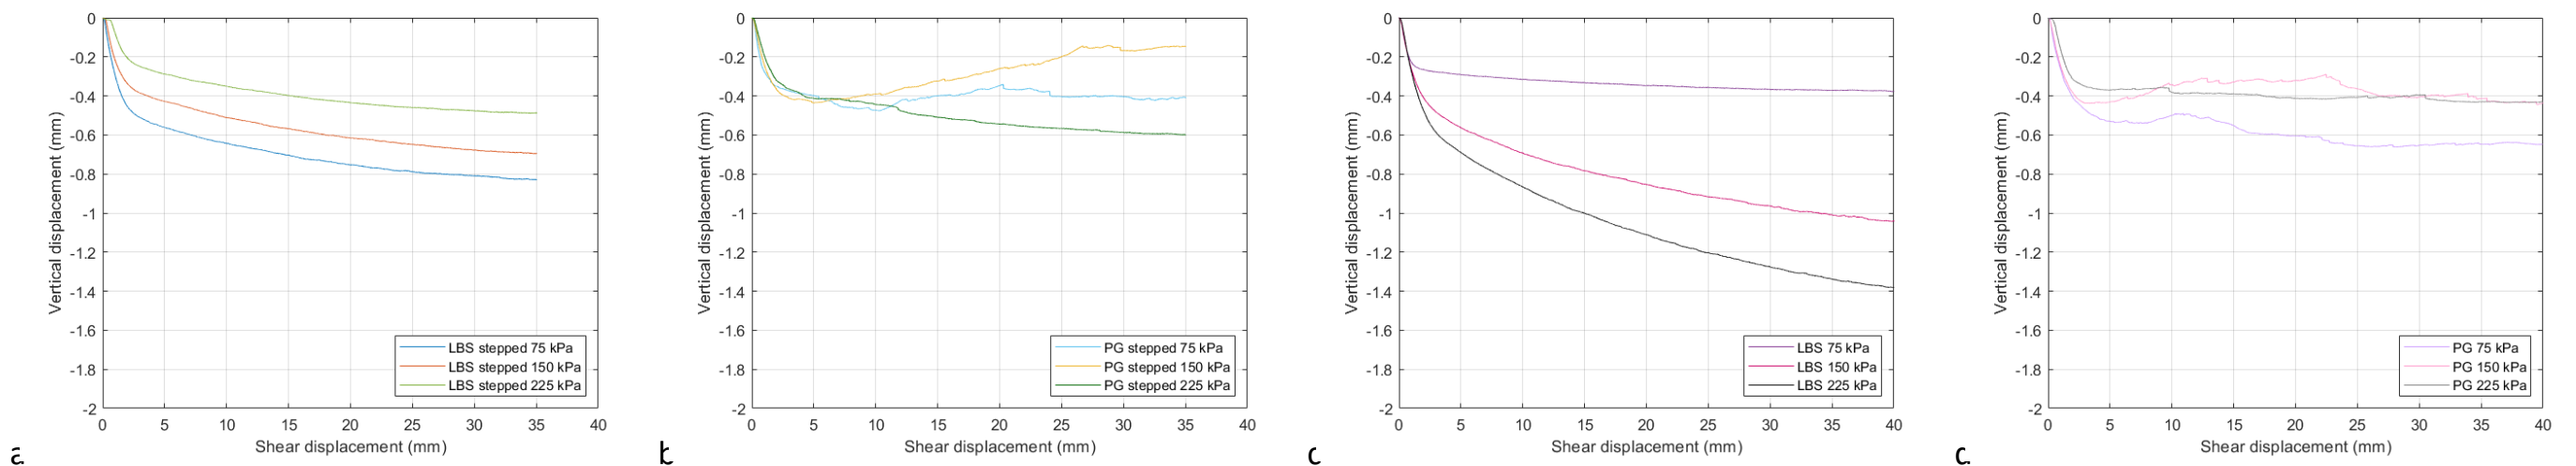 0
-0.2
-0.4
-0.6
-0.8
-1
-1.2
-1.4
-1.6
-1.8
-2
Vertical displacement (mm)
LBS stepped 75 kPa
LBS stepped 150 kPa
LBS stepped 225 kPa
0 5 10 15 20 25 30 35 40
Shear displacement (mm)
0
-0.2
-0.4
-0.6
-0.8
-1
-1.2
-1.4
-1.6
-1.8
-2
Vertical displacement (mm)
PG stepped 75 kPa
PG stepped 150 kPa
PG stepped 225 kPa
0 5 10 15 20 25 30 35 40
Shear displacement (mm)
0
-0.2
-0.4
-0.6
-0.8
-1
-1.2
-1.4
-1.6
-1.8
-2
Vertical displacement (mm)
LBS 75 kPa
LBS 150 kPa
LBS 225 kPa
0 5 10 15 20 25 30 35 40
Shear displacement (mm)
0
-0.2
-0.4
-0.6
-0.8
-1
-1.2
-1.4
-1.6
-1.8
-2
Vertical displacement (mm)
PG 75 kPa
PG 150 kPa
PG 225 kPa
0 5 10 15 20 25 30 35 40
Shear displacement (mm)